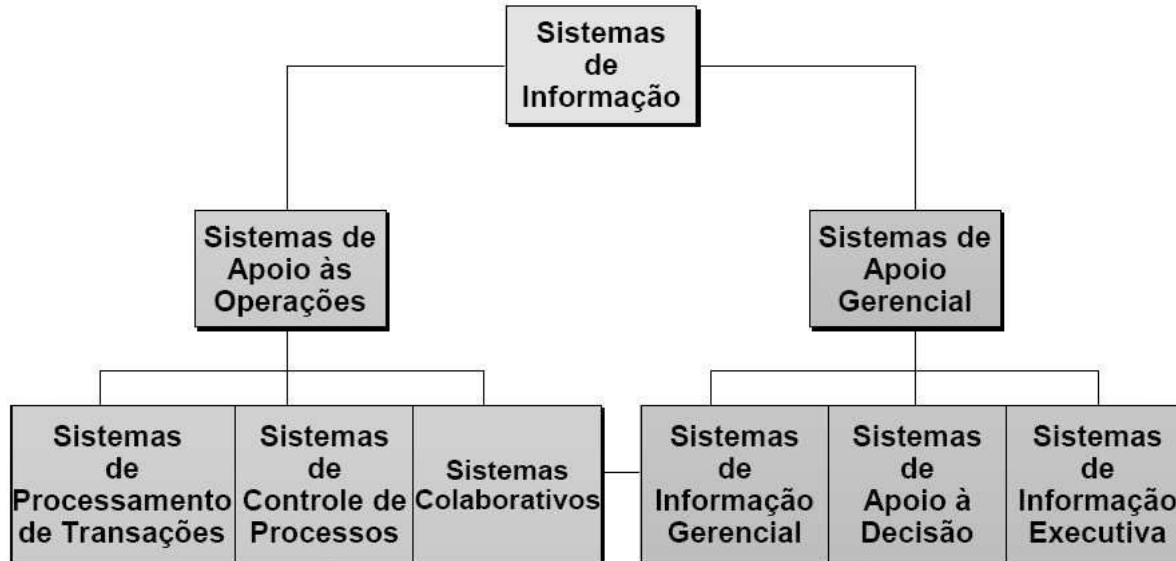 Sistemas
de
Informação
Sistemas de
Apoio às
Operações
Sistemas de
Apoio
Gerencial
Sistemas
de
Processamento
de Transações
Sistemas
de
Controle de
Processos
Sistemas
Colaborativos
Sistemas
de
Informação
Gerencial
Sistemas
de
Apoio à
Decisão
Sistemas
de
Informação
Executiva